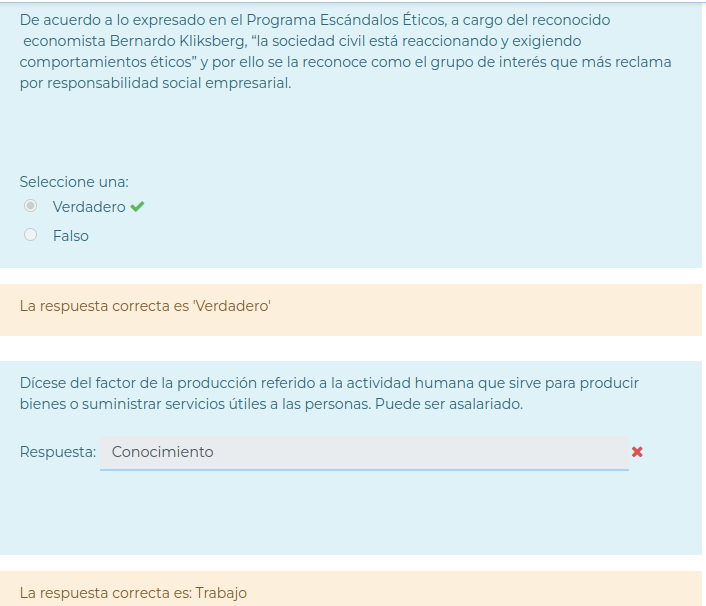 De acuerdo a lo expresado en el Programa Escándalos Éticos, a cargo del reconocido
economista Bernardo Kliksberg, “la sociedad civil está reaccionando y exigiendo
comportamientos éticos” y por ello se la reconoce como el grupo de interés que más reclama
por responsabilidad social empresarial.
Seleccione una:
Verdadero
Falso
La respuesta correcta es 'Verdadero'
Dícese del factor de la producción referido a la actividad humana que sirve para producir
bienes o suministrar servicios útiles a las personas. Puede ser asalariado.
Respuesta: Conocimiento
La respuesta correcta es: Trabajo